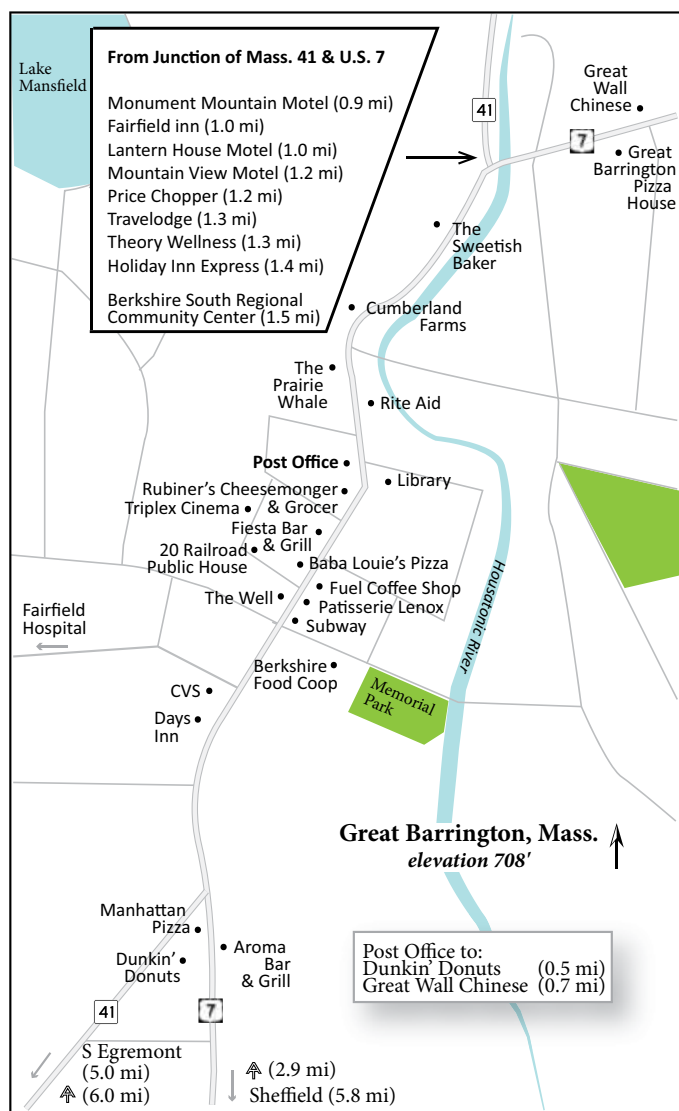 Lake
Mansfield
From Junction of Mass. 41 & U.S. 7
Monument Mountain Motel (0.9 mi)
Fairfield inn (1.0 mi)
Lantern House Motel (1.0 mi)
Mountain View Motel (1.2 mi)
Price Chopper (1.2 mi)
Travelodge (1.3 mi)
Theory Wellness (1.3 mi)
Holiday Inn Express (1.4 mi)
Berkshire South Regional
Community Center (1.5 mi)
41
Great
Wall
Chinese
7
Great
Barrington
Pizza
House
The
Sweetish
Baker
Cumberland
Farms
The
Prairie
Whale
Rite Aid
Post Office
Library
Rubiner's Cheesemonger
& Grocer
Triplex Cinema
Fiesta Bar
& Grill
20 Railroad
Public House
Baba Louie's Pizza
Fuel Coffee Shop
The Well
Patisserie Lenox
Subway
Housatonic River
Fairfield
Hospital
Berkshire
Food Coop
Memorial
Park
CVS
Days
Inn
Great Barrington, Mass.
elevation 708'
Manhattan
Pizza
Dunkin'
Donuts
Aroma
Bar
& Grill
Post Office to:
Dunkin' Donuts (0.5 mi)
Great Wall Chinese (0.7 mi)
41
7
S Egremont
(5.0 mi)
(6.0 mi)
(2.9 mi)
Sheffield (5.8 mi)